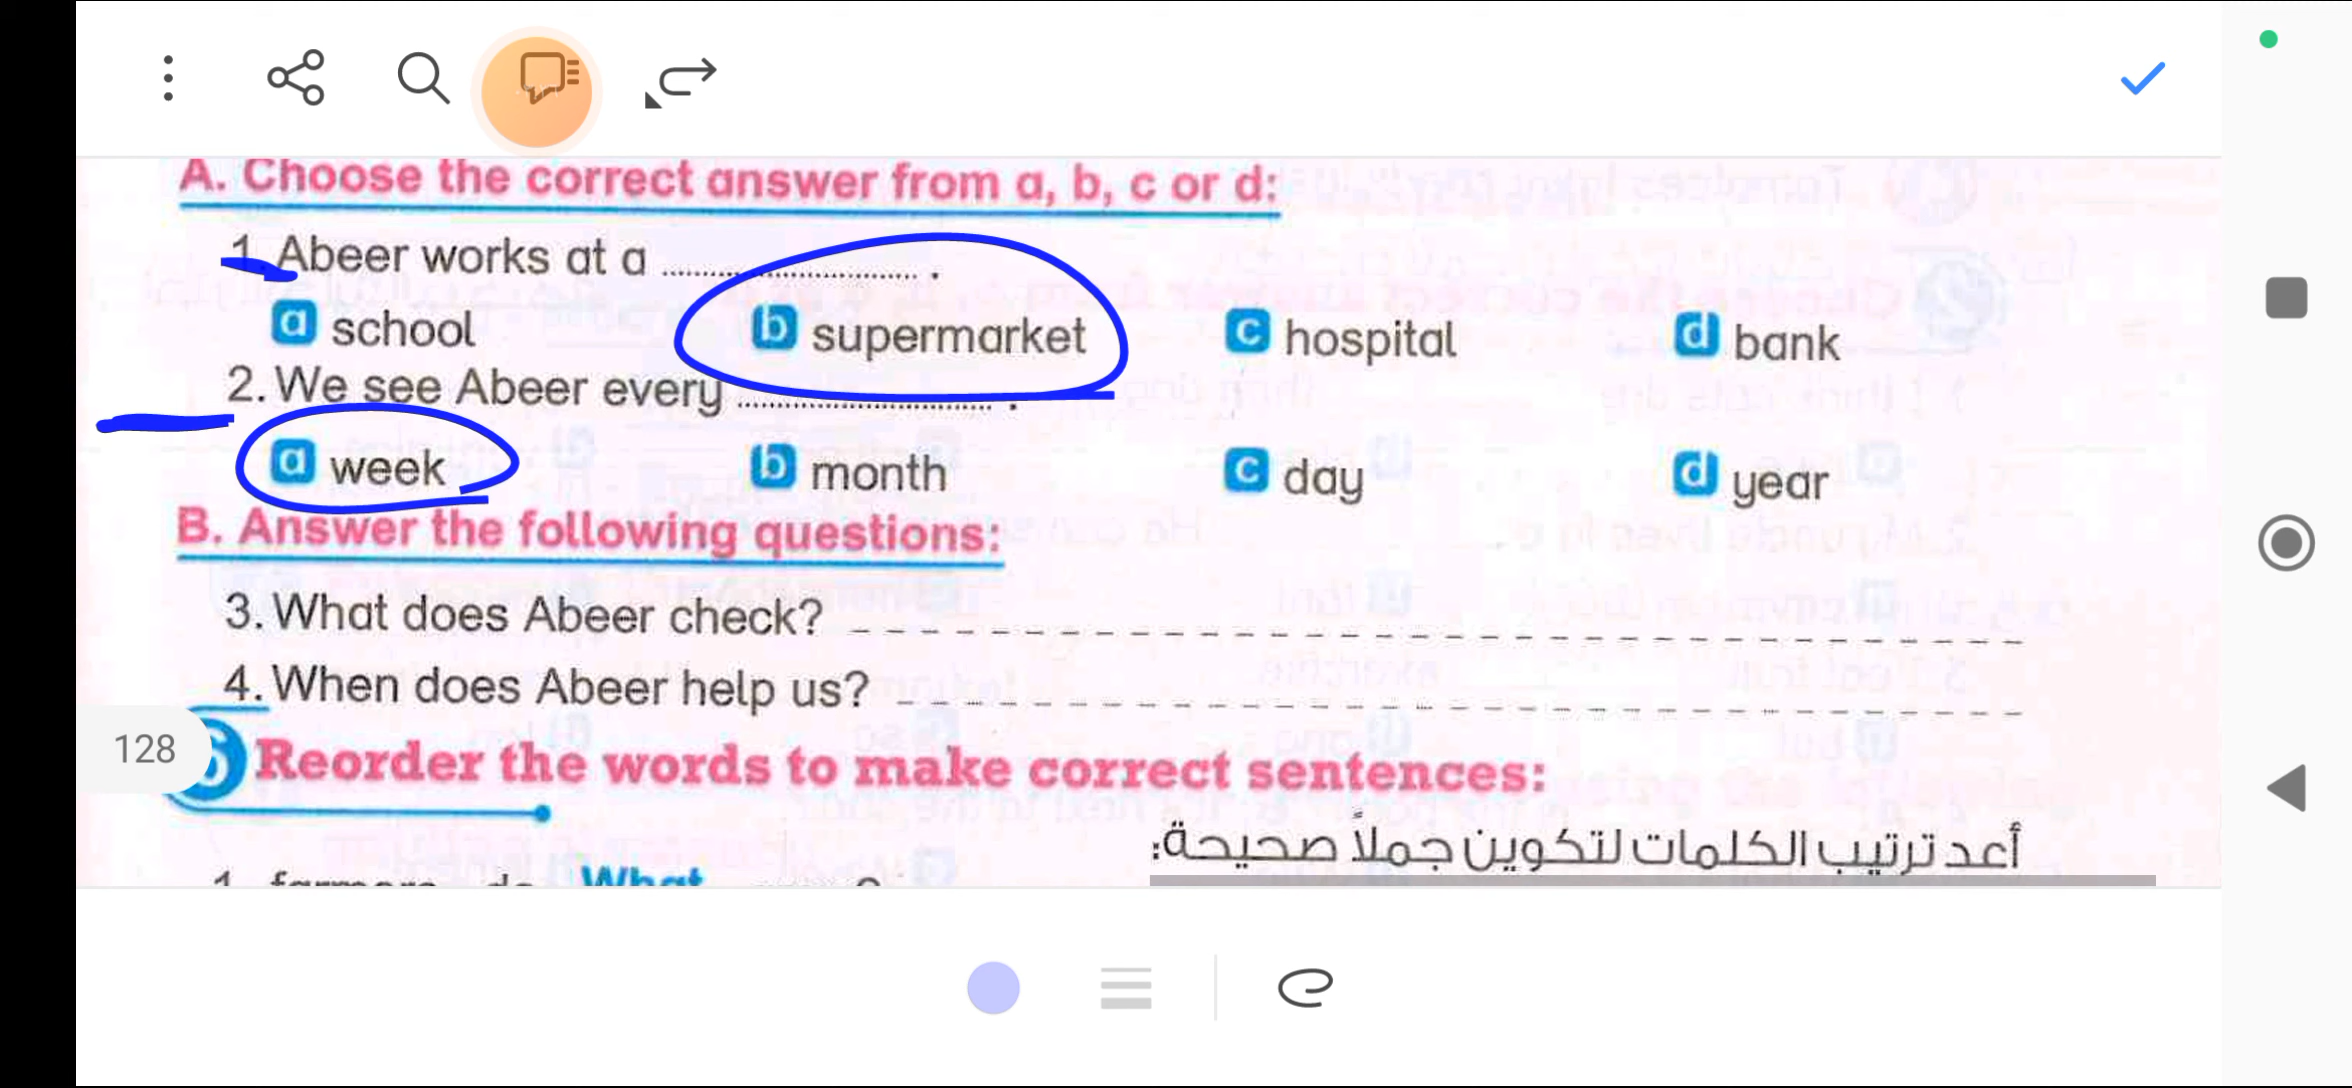 A. Choose the correct answer from a, b, c or d:
1. Abeer works at a ........................ .
a school b supermarket c hospital d bank
2. We see Abeer every ........................ .
a week b month c day d year
B. Answer the following questions:
3. What does Abeer check?
4. When does Abeer help us?
128
Reorder the words to make correct sentences:
أعد ترتيب الكلمات لتكوين جملاً صحيحة:
What